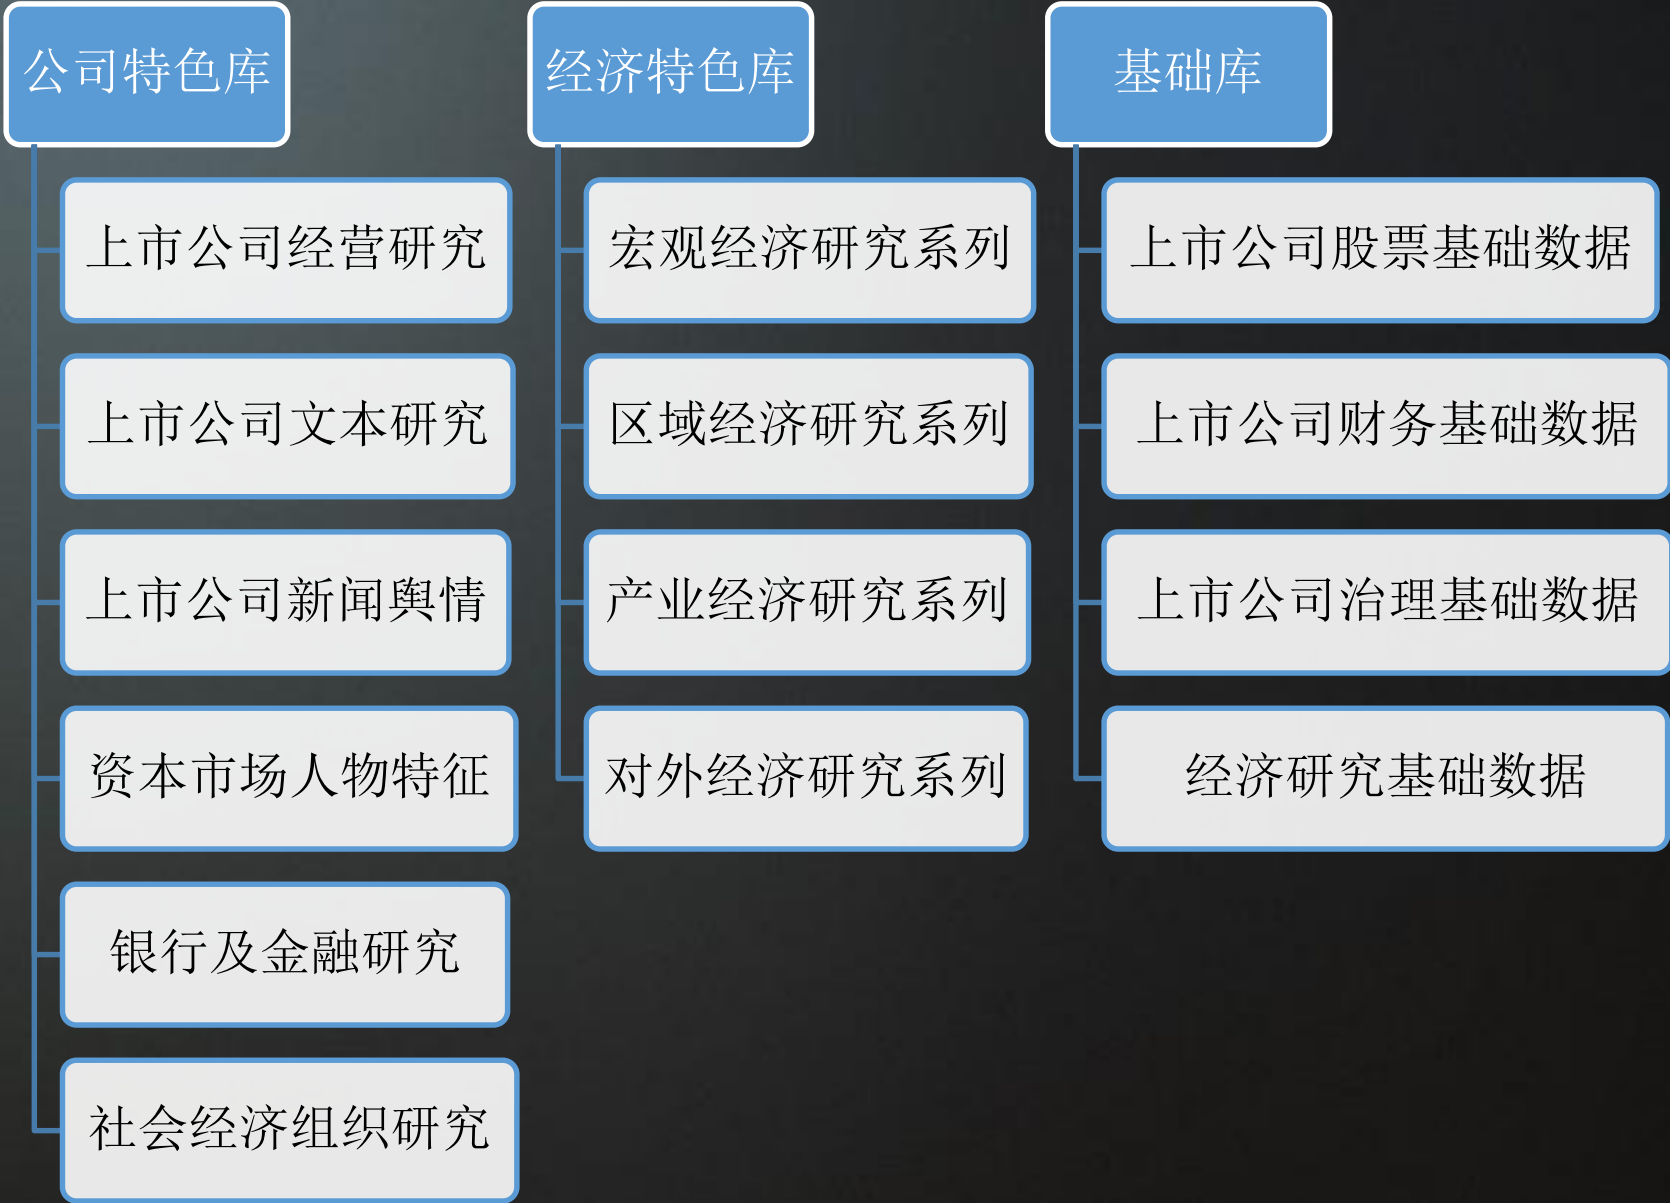 公司特色库
上市公司经营研究
上市公司文本研究
上市公司新闻舆情
资本市场人物特征
银行及金融研究
社会经济组织研究
经济特色库
宏观经济研究系列
区域经济研究系列
产业经济研究系列
对外经济研究系列
基础库
上市公司股票基础数据
上市公司财务基础数据
上市公司治理基础数据
经济研究基础数据